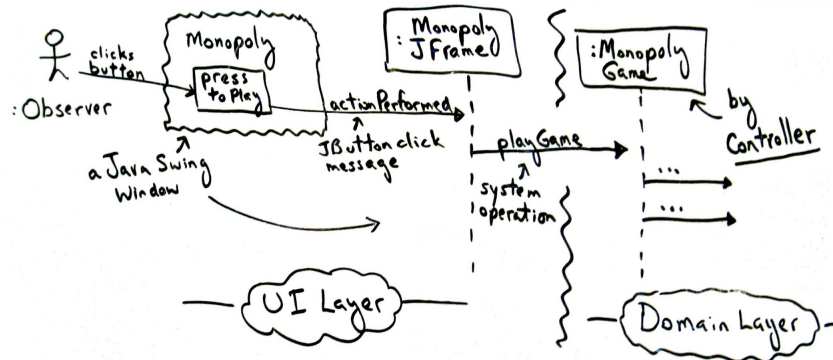 clicks
button
:Observer
Monopoly
press
to Play
actionPerformed
JButton click
message
a Java Swing
Window
: Monopoly
JFrame
playGame
system
operation
:Monopoly
Game
by
Controller
...
...
UI Layer
Domain Layer